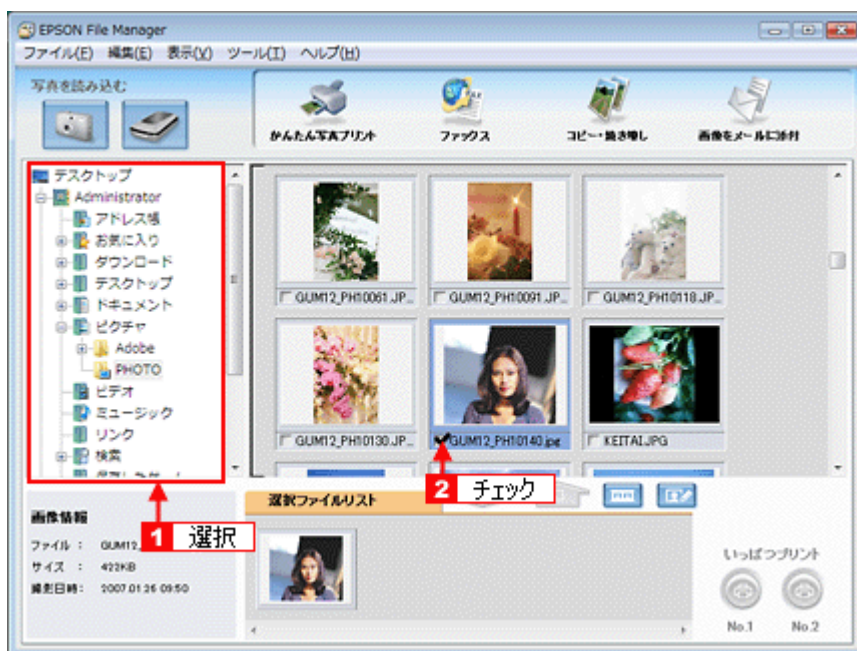 EPSON File Manager
ファイル(F) 編集(E) 表示(V) ツール(T) ヘルプ(H)
写真を読み込む
かんたん写真プリント
ファックス
コピー・焼き増し
画像をメールに添付
デスクトップ
Administrator
アドレス帳
お気に入り
ダウンロード
デスクトップ
ドキュメント
ピクチャ
Adobe
PHOTO
ビデオ
ミュージック
リンク
検索
GUM12_PH10061.JP...
GUM12_PH10091.JP...
GUM12_PH10118.JP...
GUM12_PH10130.JP...
GUM12_PH10140.jpg
KEITAI.JPG
2 チェック
1 選択
選択ファイルリスト
画像情報
ファイル : GUM12_
サイズ : 422KB
撮影日時: 2007.01.26 09:50
いっぱつプリント
No.1
No.2